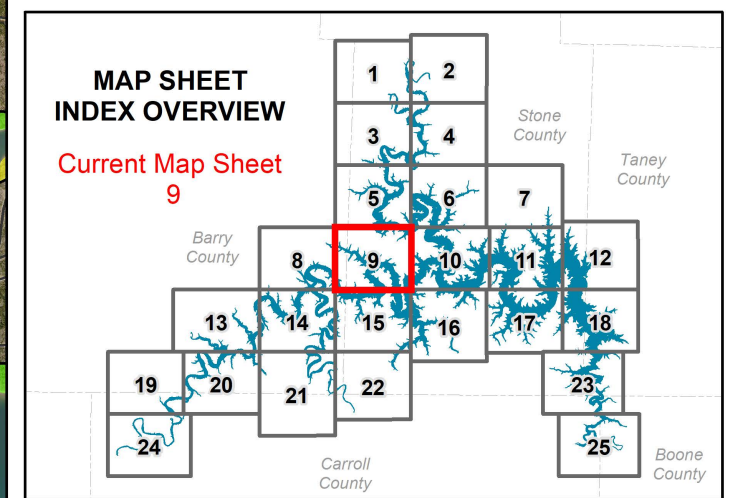 MAP SHEET
INDEX OVERVIEW
Current Map Sheet
9
1
2
3
4
Stone
County
Taney
County
5
6
7
Barry
County
8
9
10
11
12
13
14
15
16
17
18
19
20
21
22
23
24
25
Carroll
County
Boone
County